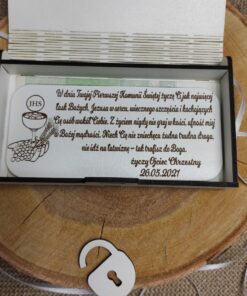 IHS
W dniu Twojej Pierwszej Komunii Świętej życzę Ci jak najwięcej
łask Bożych, Jezusa w sercu, wiecznego szczęścia i kochających
Cię osób wokół Ciebie. Z życiem nigdy nie graj w kości, ufność miej
w Bożej mądrości. Niech Cię nie zniechęca żadna trudna droga,
nie idź na łatwiznę – tak trafisz do Boga.
życzy Ojciec Chrzestny
26.05.2021